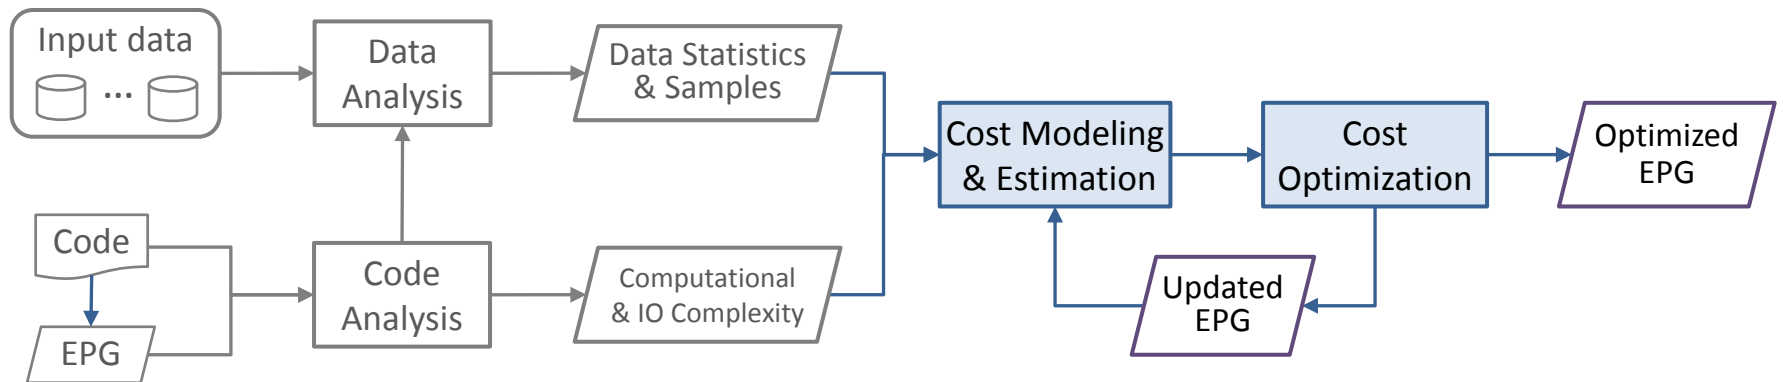 Input data
...
Data
Analysis
Data Statistics
& Samples
Cost Modeling
& Estimation
Cost
Optimization
Optimized
EPG
Code
EPG
Code
Analysis
Computational
& IO Complexity
Updated
EPG